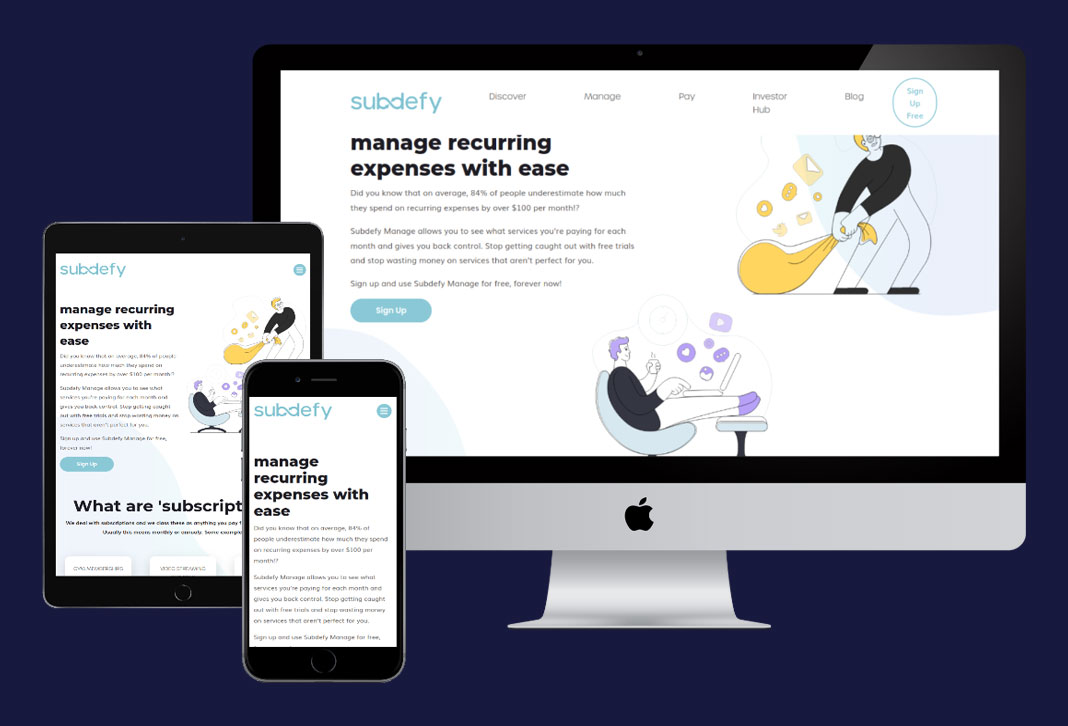 subdefy
Discover
Manage
Pay
Investor
Hub
Blog
Sign
Up
Free
manage recurring
expenses with ease
Did you know that on average, 84% of people underestimate how much
they spend on recurring expenses by over $100 per month!?
Subdefy Manage allows you to see what services you're paying for each
month and gives you back control. Stop getting caught out with free trials
and stop wasting money on services that aren't perfect for you.
Sign up and use Subdefy Manage for free, forever now!
Sign Up
subdefy
manage recurring
expenses with
ease
Did you know that on average, 84% of people
underestimate how much they spend on
recurring expenses by over $100 per month!?
Subdefy Manage allows you to see what
services you're paying for each month and
gives you back control. Stop getting caught
out with free trials and stop wasting money on
services that aren't perfect for you.
Sign up and use Subdefy Manage for free,
forever now!
Sign Up
What are 'subscript
We deal with subscriptions and we class these as anything you pay f
Usually this means monthly or annually. Some example
VIDEO STREAMING
subdefy
manage
recurring
expenses with
ease
Did you know that on average, 84% of
people underestimate how much they spend
on recurring expenses by over $100 per
month!?
Subdefy Manage allows you to see what
services you're paying for each month and
gives you back control. Stop getting caught
out with free trials and stop wasting money
on services that aren't perfect for you.
Sign up and use Subdefy Manage for free,